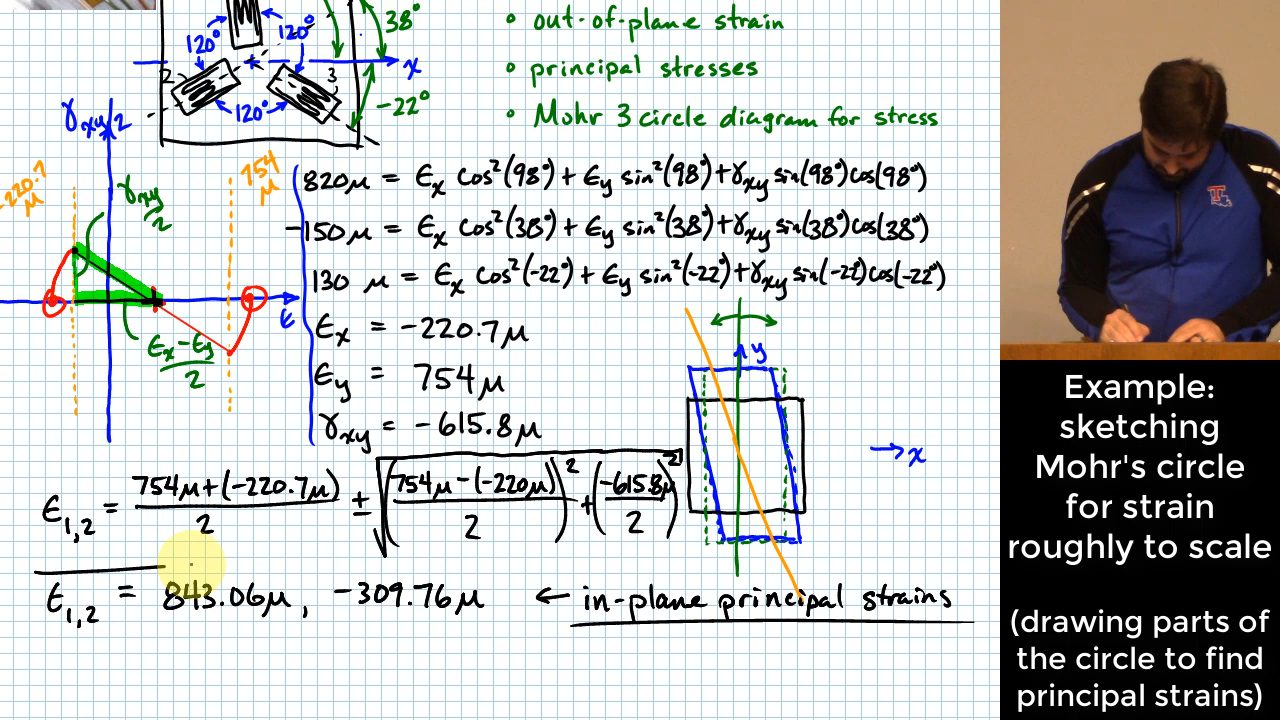 38°
120° 120°
120°
x
2
3
-22°
° out-of-plane strain
° principal stresses
° Mohr 3 circle diagram for stress
γxy/2
-220.7 μ
754 μ
γxy/2
(ϵx-ϵy)/2
ϵ
820μ = ϵx cos²(98°) + ϵy sin²(98°) + γxy sin(98°)cos(98°)
-150μ = ϵx cos²(38°) + ϵy sin²(38°) + γxy sin(38°)cos(38°)
130 μ = ϵx cos²(-22°) + ϵy sin²(-22°) + γxy sin(-22°)cos(-22°)
ϵx = -220.7μ
ϵy = 754μ
γxy = -615.8μ
y
x
ϵ1,2 = (754μ+(-220.7μ))/2 ± √(((754μ-(-220μ))/2)² + ((-615.8μ)/2)²)
ϵ1,2 = 843.06μ, -309.76μ ← in-plane principal strains
T
Example:
sketching
Mohr's circle
for strain
roughly to scale
(drawing parts of
the circle to find
principal strains)